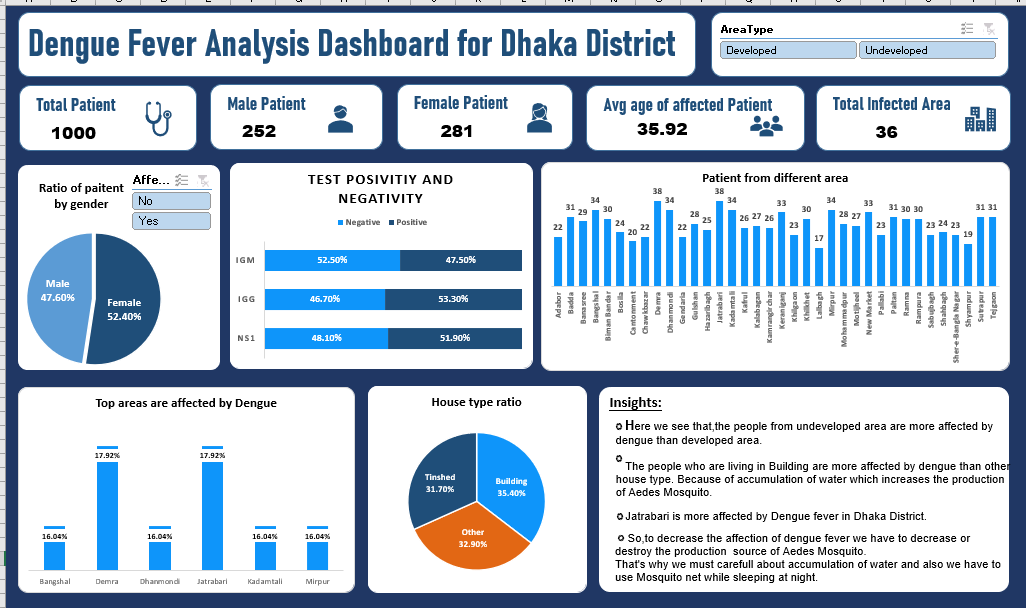 Dengue Fever Analysis Dashboard for Dhaka District
AreaType
Developed
Undeveloped
Total Patient
1000
Male Patient
252
Female Patient
281
Avg age of affected Patient
35.92
Total Infected Area
36
Ratio of paitent
by gender
Affe...
No
Yes
Male
47.60%
Female
52.40%
TEST POSIVITIY AND
NEGATIVITY
Negative Positive
IGM 52.50% 47.50%
IGG 46.70% 53.30%
NS1 48.10% 51.90%
Patient from different area
22 31 29 34 30 24 20 22 38 34 22 28 25 38 34 26 27 26 33 23 30 17 34 28 27 33 23 31 30 30 23 24 23 19 31 31
Adabor
Badda
Banasree
Bangshal
Biman Bandar
Bosila
Cantonment
Chawkbazar
Demra
Dhanmondi
Gendaria
Gulshan
Hazaribagh
Jatrabari
Kadamtali
Kafrul
Kalabagan
Kamrangirchar
Keraniganj
Khilgaon
Khilkhet
Lalbagh
Mirpur
Mohammadpur
Motijheel
New Market
Pallabi
Paltan
Ramna
Rampura
Sabujbagh
Shahbagh
Sher-e-Bangla Nagar
Shyampur
Sutrapur
Tejgaon
Top areas are affected by Dengue
16.04% 17.92% 16.04% 17.92% 16.04% 16.04%
Bangshal Demra Dhanmondi Jatrabari Kadamtali Mirpur
House type ratio
Tinshed
31.70%
Building
35.40%
Other
32.90%
Insights:
Here we see that,the people from undeveloped area are more affected by
dengue than developed area.
The people who are living in Building are more affected by dengue than other
house type. Because of accumulation of water which increases the production
of Aedes Mosquito.
Jatrabari is more affected by Dengue fever in Dhaka District.
So,to decrease the affection of dengue fever we have to decrease or
destroy the production source of Aedes Mosquito.
That's why we must carefull about accumulation of water and also we have to
use Mosquito net while sleeping at night.